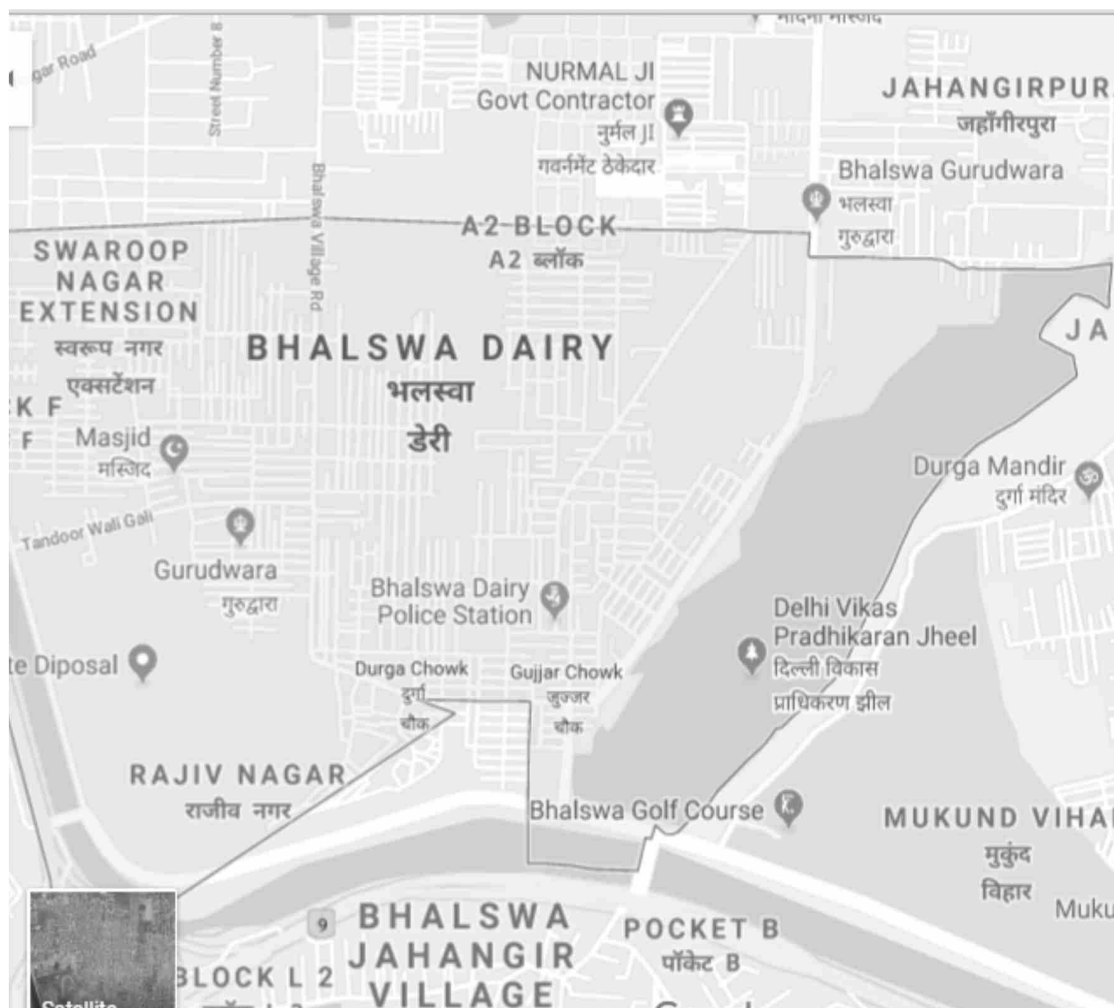 gar Road
Street Number 8
मदिना मस्जिद
NURMAL JI
Govt Contractor
नुर्मल JI
गवर्नमेंट ठेकेदार
JAHANGIRPUR
जहाँगीरपुरा
Bhalswa Village Rd
Bhalswa Gurudwara
भलस्वा
गुरुद्वारा
A2 BLOCK
A2 ब्लॉक
SWAROOP
NAGAR
EXTENSION
स्वरूप नगर
एक्सटेंशन
BHALSWA DAIRY
भलस्वा
डेरी
JA
K F
F
Masjid
मस्जिद
Durga Mandir
दुर्गा मंदिर
Tandoor Wali Gali
Gurudwara
गुरुद्वारा
Bhalswa Dairy
Police Station
Delhi Vikas
Pradhikaran Jheel
दिल्ली विकास
प्राधिकरण झील
te Diposal
Durga Chowk
दुर्गा
चौक
Gujjar Chowk
जुज्जर
चौक
RAJIV NAGAR
राजीव नगर
Bhalswa Golf Course
MUKUND VIHA
मुकुंद
विहार
Muku
9
BHALSWA
JAHANGIR
VILLAGE
POCKET B
पॉकेट B
BLOCK L 2
Satellite